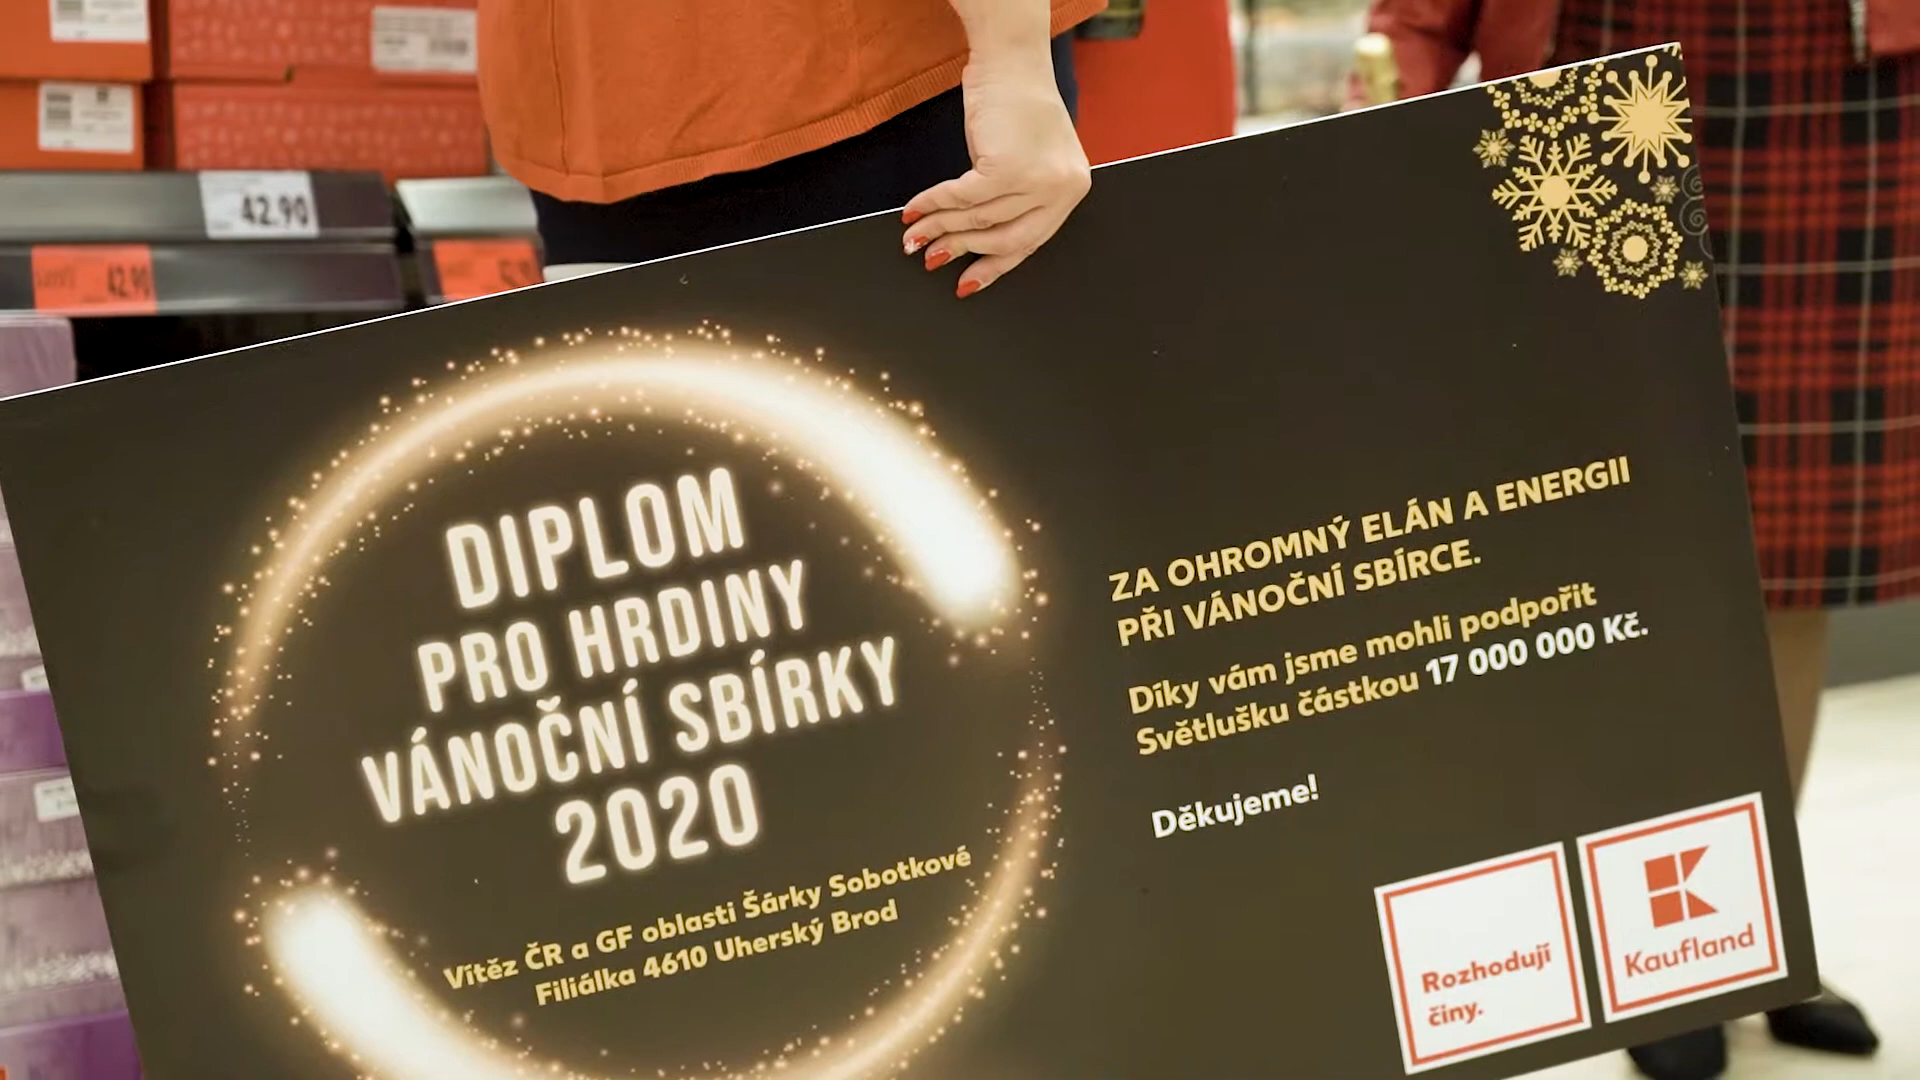 42.90
42.90
DIPLOM
PRO HRDINY
VÁNOČNÍ SBÍRKY
2020
Vítěz ČR a GF oblasti Šárky Sobotkové
Filiálka 4610 Uherský Brod
ZA OHROMNÝ ELÁN A ENERGII
PŘI VÁNOČNÍ SBÍRCE.
Díky vám jsme mohli podpořit
Světlušku částkou 17 000 000 Kč.
Děkujeme!
Rozhodují
činy.
Kaufland